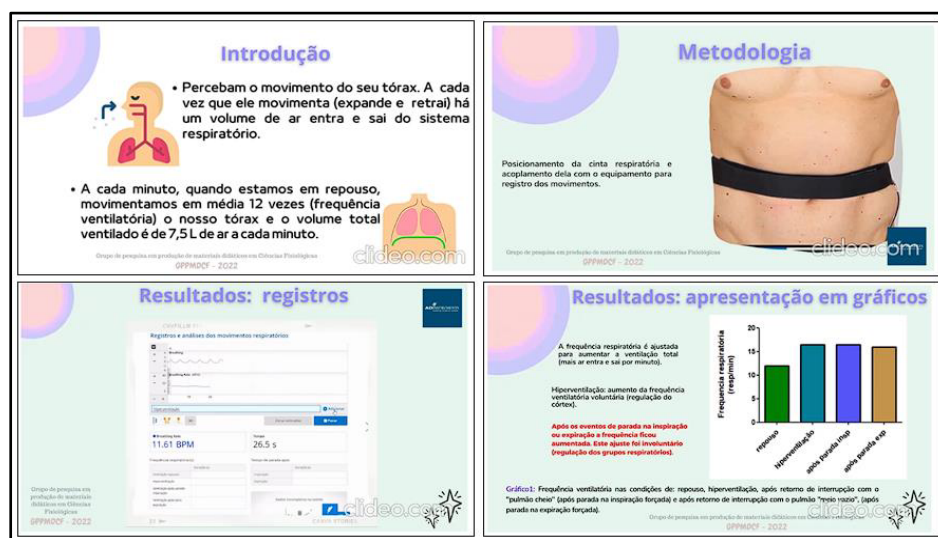 Introdução
• Percebam o movimento do seu tórax. A cada
vez que ele movimenta (expande e retrai) há
um volume de ar entra e sai do sistema
respiratório.
• A cada minuto, quando estamos em repouso,
movimentamos em média 12 vezes (frequência
ventilatória) o nosso tórax e o volume total
ventilado é de 7,5 L de ar a cada minuto.
Grupo de pesquisa em produção de materiais didáticos em Ciências Fisiológicas
GPPMDCF - 2022
clideo.com
Metodologia
Posicionamento da cinta respiratória e
acoplamento dela com o equipamento para
registro dos movimentos.
Grupo de pesquisa em produção de materiais didáticos em Ciências Fisiológicas
GPPMDCF - 2022
clideo.com
Resultados: registros
Registros e análises dos movimentos respiratórios
Breathing
Breathing Rate
Breathing Rate
11.61 BPM
Tempo
26.5 s
Grupo de pesquisa em
produção de materiais
didáticos em Ciências
Fisiológicas
GPPMDCF - 2022
clideo.com
Resultados: apresentação em gráficos
A frequência respiratória é ajustada
para aumentar a ventilação total
(mais ar entra e sai por minuto).
Hiperventilação: aumento da frequência
ventilatória voluntária (regulação do
córtex).
Após os eventos de parada na inspiração
ou expiração a frequência ficou
aumentada. Este ajuste foi involuntário
(regulação dos grupos respiratórios).
Frequencia respiratória
(resp/min)
20
15
10
5
0
repouso
hiperventilação
após parada insp
após parada exp
Gráfico1: Frequência ventilatória nas condições de: repouso, hiperventilação, após retorno de interrupção com o
"pulmão cheio" (após parada na inspiração forçada) e após retorno de interrupção com o pulmão vazio", (após
parada na expiração forçada).
Grupo de pesquisa em produção de materiais didáticos em Ciências Fisiológicas
GPPMDCF - 2022
clideo.com